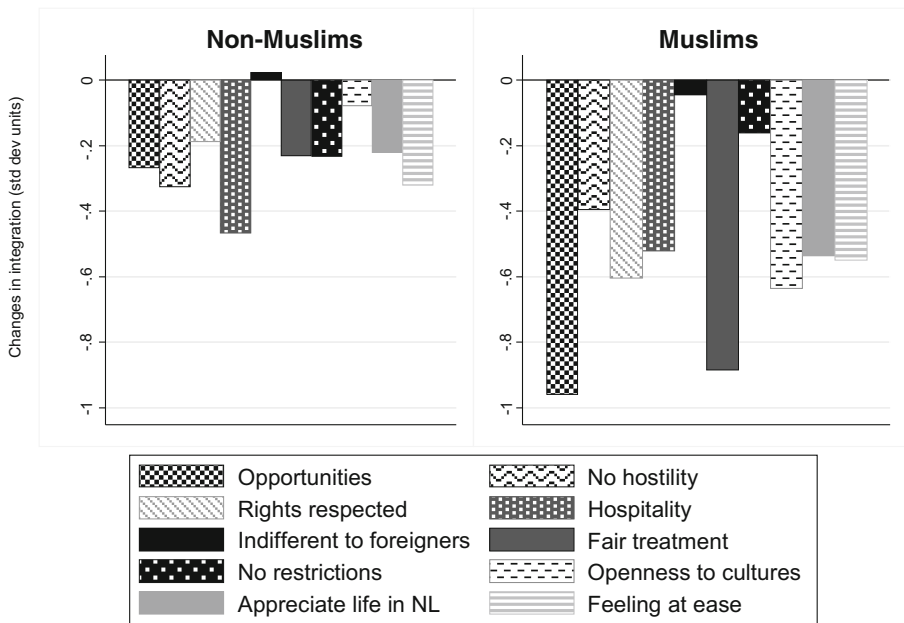 Non-Muslims
Muslims
Changes in integration (std dev units)
0
-.2
-.4
-.6
-.8
-1
0
-.2
-.4
-.6
-.8
-1
Opportunities
No hostility
Rights respected
Hospitality
Indifferent to foreigners
Fair treatment
No restrictions
Openness to cultures
Appreciate life in NL
Feeling at ease